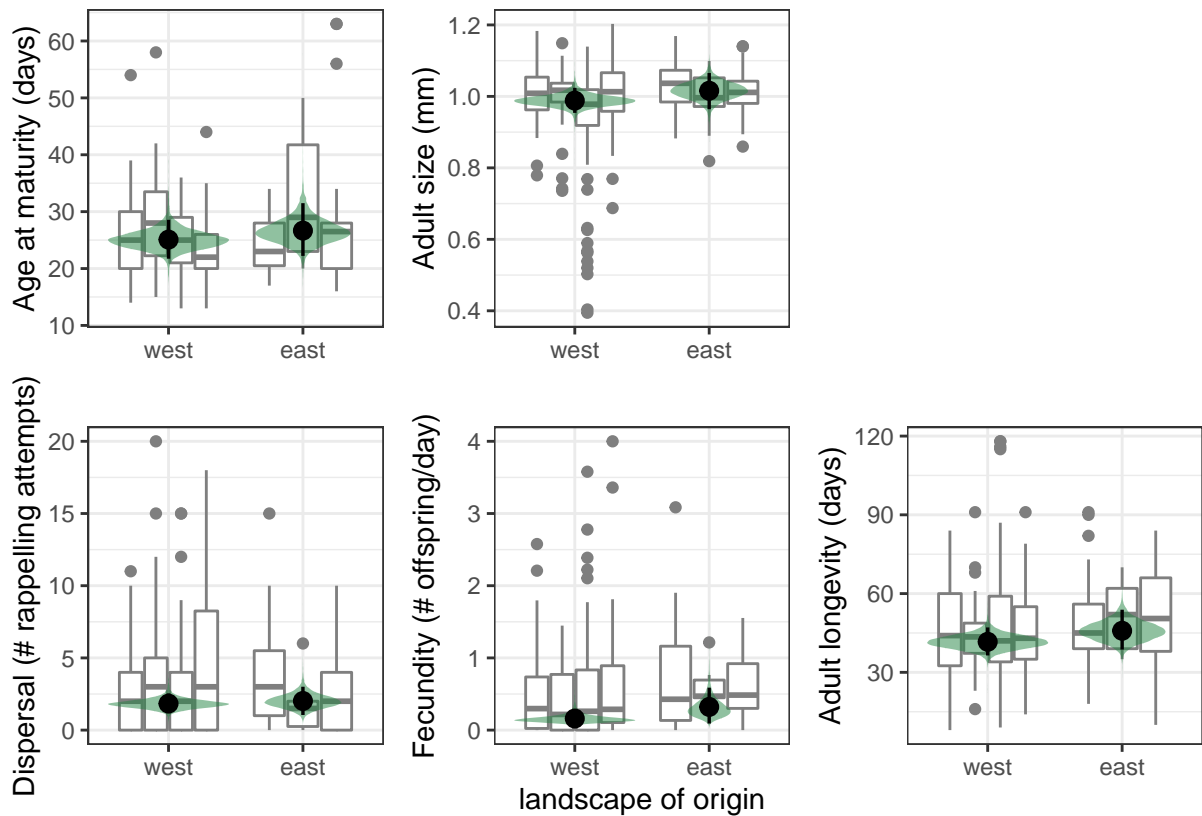 Age at maturity (days)
60
50
40
30
20
10
west east
Adult size (mm)
1.2
1.0
0.8
0.6
0.4
west east
Dispersal (# rappelling attempts)
20
15
10
5
0
west east
Fecundity (# offspring/day)
4
3
2
1
0
west east
Adult longevity (days)
120
90
60
30
west east
landscape of origin